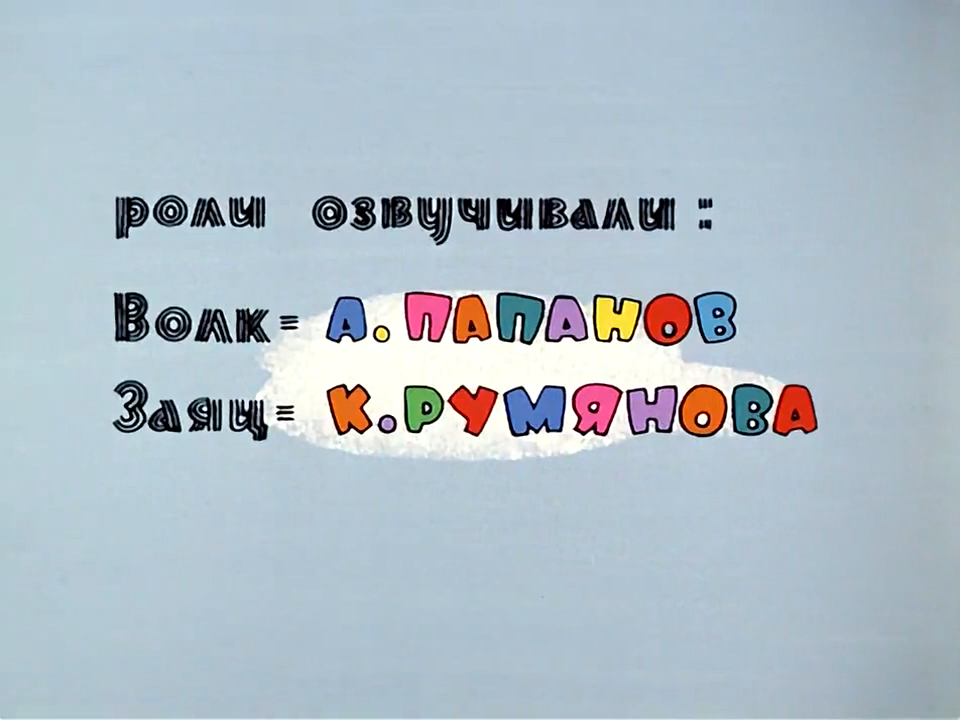 роли озвучивали :
Волк = А. ПАПАНОВ
Заяц = К. РУМЯНОВА